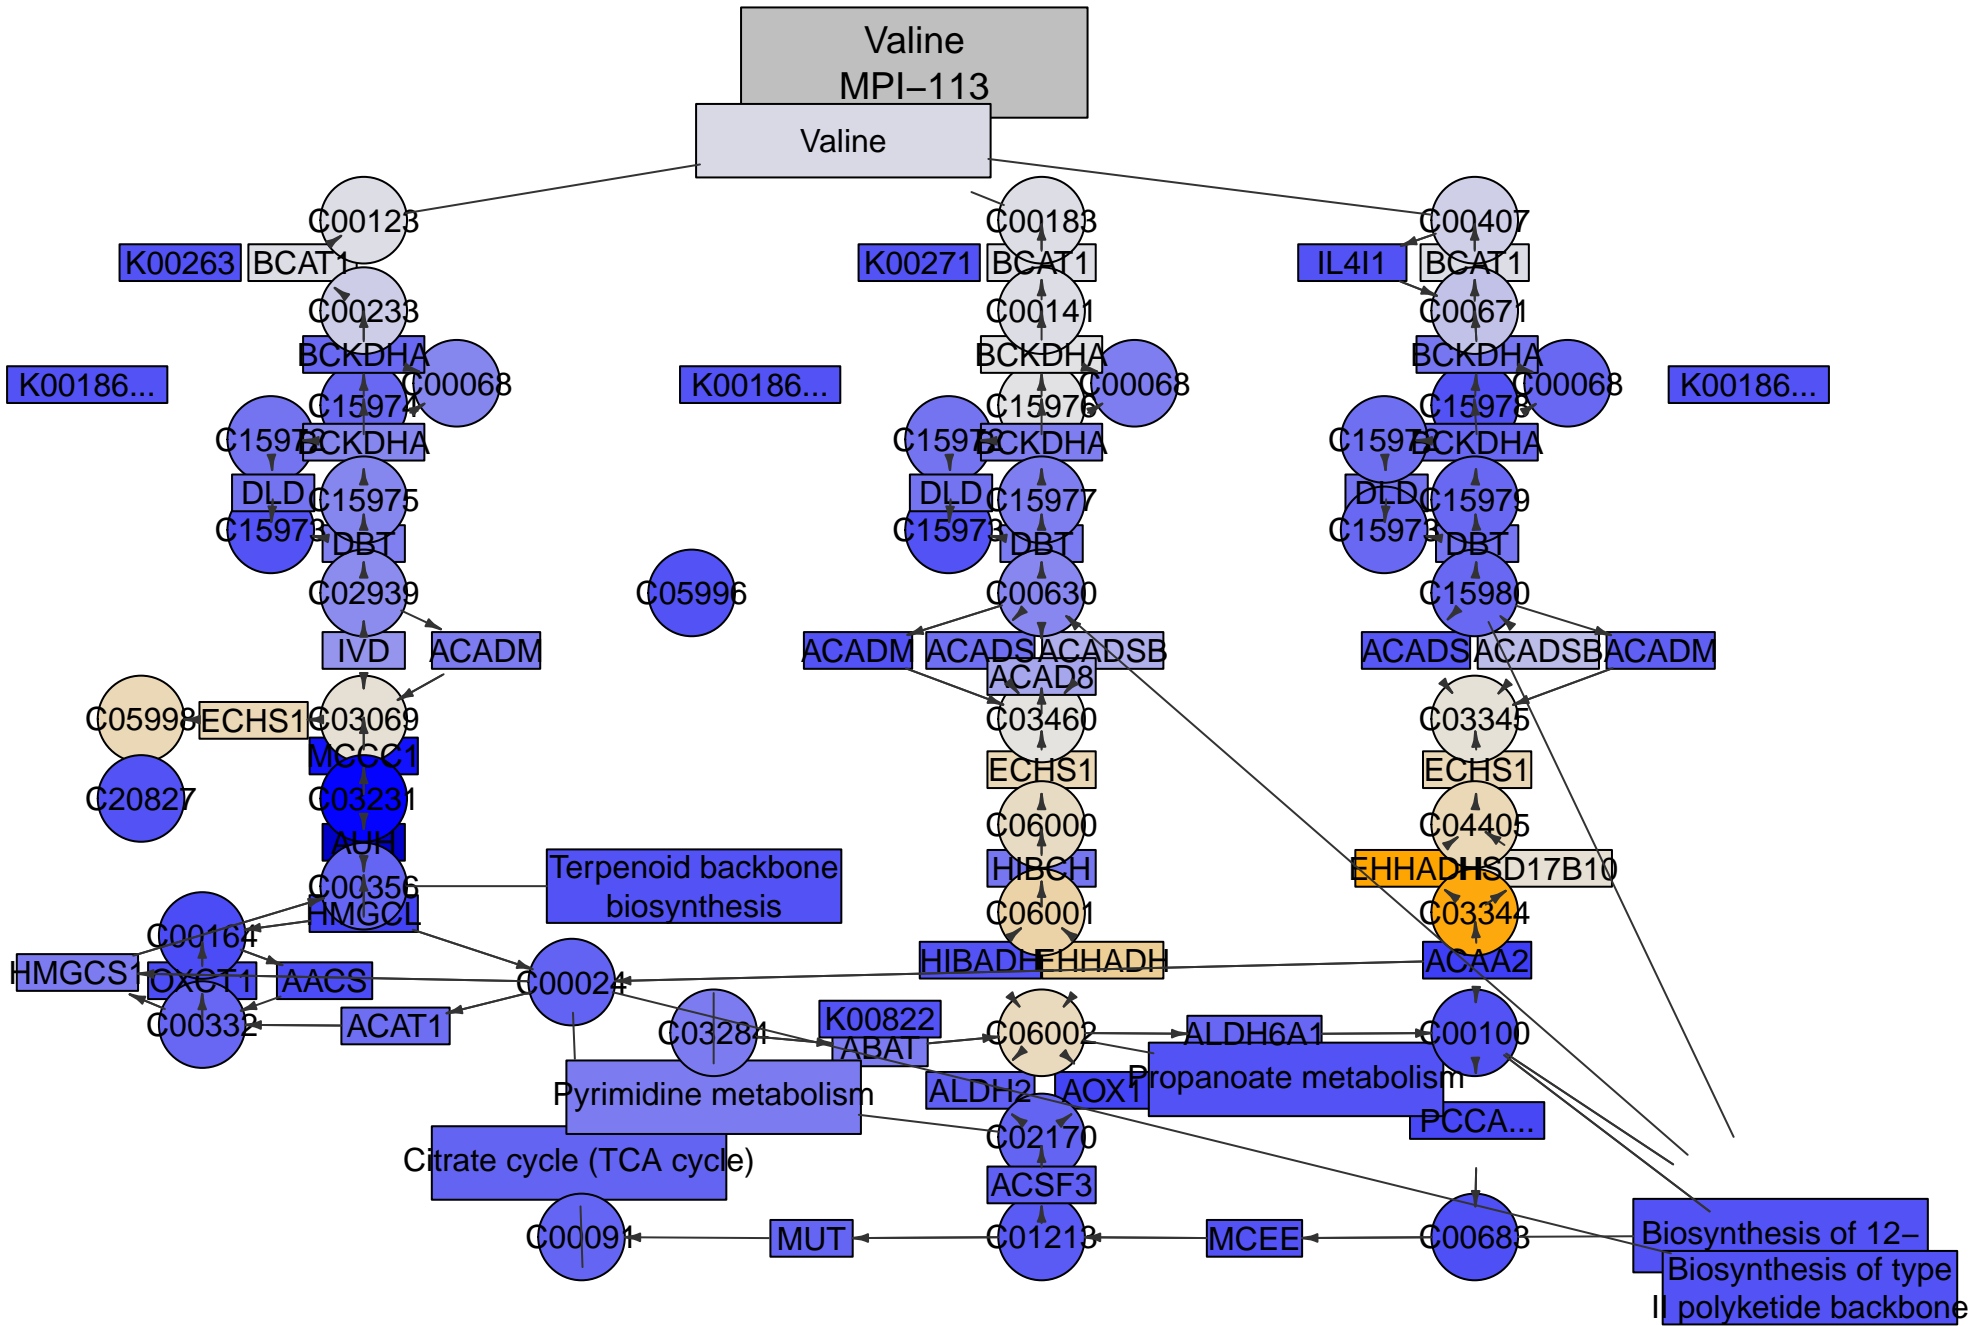 Valine
MPI–113
Valine
C00123
C00183
C00407
K00263
BCAT1
K00271
BCAT1
IL4I1
BCAT1
C00233
C00141
C00671
BCKDHA
BCKDHA
BCKDHA
K00186...
C00068
K00186...
C00068
C00068
K00186...
C15974
C15976
C15978
C15972
BCKDHA
C15972
BCKDHA
C15972
BCKDHA
DLD
C15975
DLD
C15977
DLD
C15979
C15973
DBT
C15973
DBT
C15973
DBT
C02939
C05996
C00630
C15980
IVD
ACADM
ACADM
ACADS
ACADSB
ACADS
ACADSB
ACADM
ACAD8
C05998
ECHS1
C03069
C03460
C03345
MCCC1
ECHS1
ECHS1
C20827
C03231
C06000
C04405
AUH
Terpenoid backbone
biosynthesis
HIBCH
EHHADH
HSD17B10
C00356
HMGCL
C06001
C03344
C00164
HIBADH
EHHADH
ACAA2
HMGCS1
OXCT1
AACS
C00024
C00332
ACAT1
C03284
K00822
ABAT
C06002
ALDH6A1
C00100
Pyrimidine metabolism
ALDH2
AOX1
Propanoate metabolism
PCCA...
C02170
Citrate cycle (TCA cycle)
ACSF3
C00091
MUT
C01213
MCEE
C00683
Biosynthesis of 12–
Biosynthesis of type
II polyketide backbone